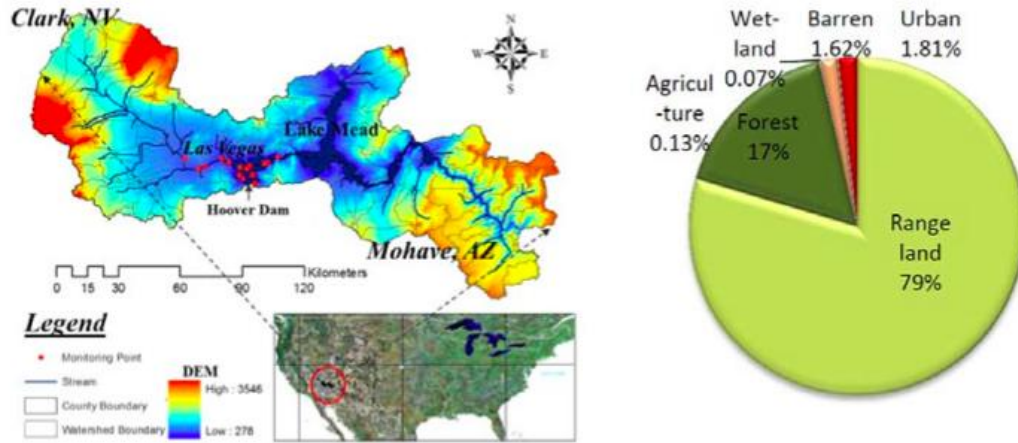 Clark, NV
N
W
E
S
Lake Mead
Las Vegas
Hoover Dam
Mohave, AZ
Kilometers
0 15 30 60 90 120
Legend
Monitoring Point
Stream
County Boundary
Watershed Boundary
DEM
High : 3546
Low : 278
Wet-
land
0.07%
Barren
1.62%
Urban
1.81%
Agricul
-ture
0.13%
Forest
17%
Range
land
79%